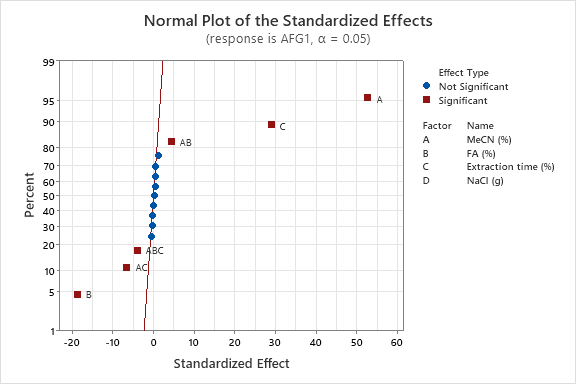 Normal Plot of the Standardized Effects
(response is AFG1, α = 0.05)
Effect Type
Not Significant
Significant
Factor Name
A MeCN (%)
B FA (%)
C Extraction time (%)
D NaCl (g)
Percent
99
95
90
80
70
60
50
40
30
20
10
5
1
A
C
AB
ABC
AC
B
-20 -10 0 10 20 30 40 50 60
Standardized Effect